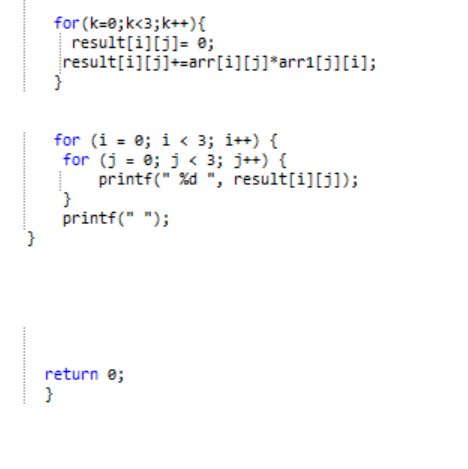 for(k=0;k<3;k++){
result[i][j]= 0;
result[i][j]+=arr[i][j]*arr1[j][i];
}
for (i = 0; i < 3; i++) {
for (j = 0; j < 3; j++) {
printf(" %d ", result[i][j]);
}
printf(" ");
}
return 0;
}